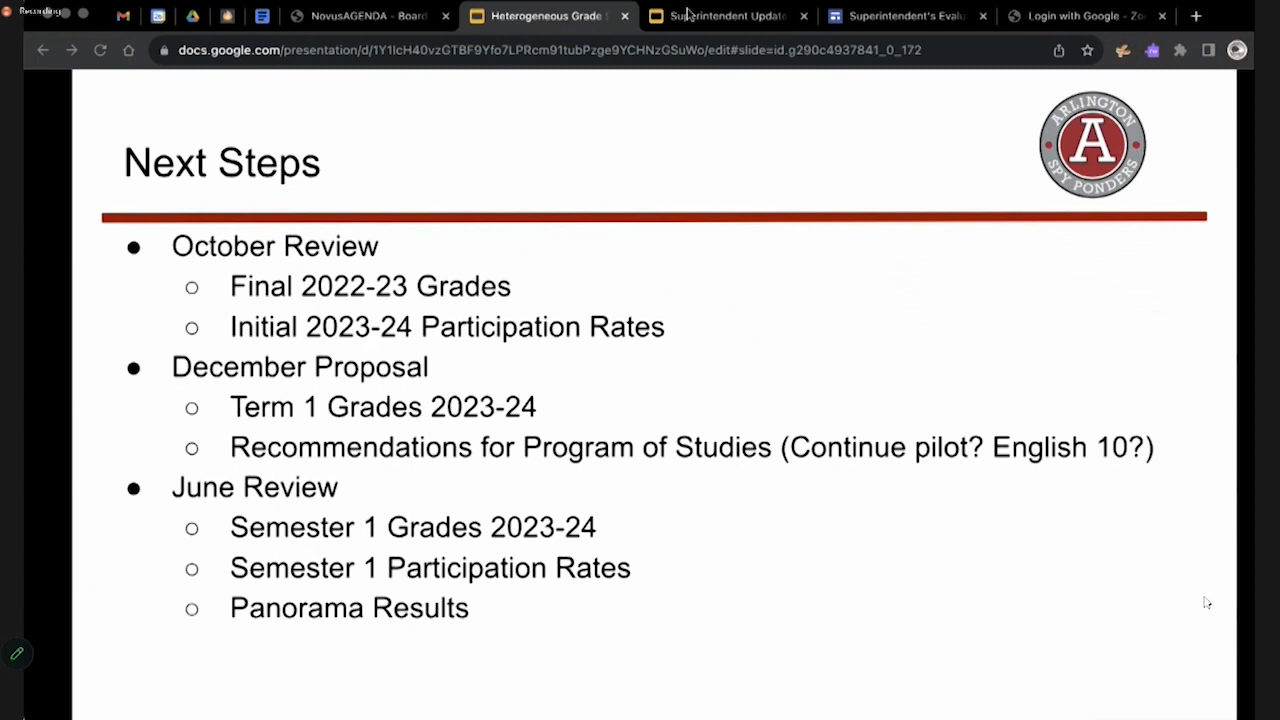 Recording
NovusAGENDA - Board
Heterogeneous Grade
Superintendent Update
Superintendent's Evalu
Login with Google - Zo
docs.google.com/presentation/d/1Y1lcH40vzGTBF9Yfo7LPRcm91tubPzge9YCHNzGSuWo/edit#slide=id.g290c4937841_0_172
ARLINGTON
A
SPY PONDERS
Next Steps
● October Review
○ Final 2022-23 Grades
○ Initial 2023-24 Participation Rates
● December Proposal
○ Term 1 Grades 2023-24
○ Recommendations for Program of Studies (Continue pilot? English 10?)
● June Review
○ Semester 1 Grades 2023-24
○ Semester 1 Participation Rates
○ Panorama Results